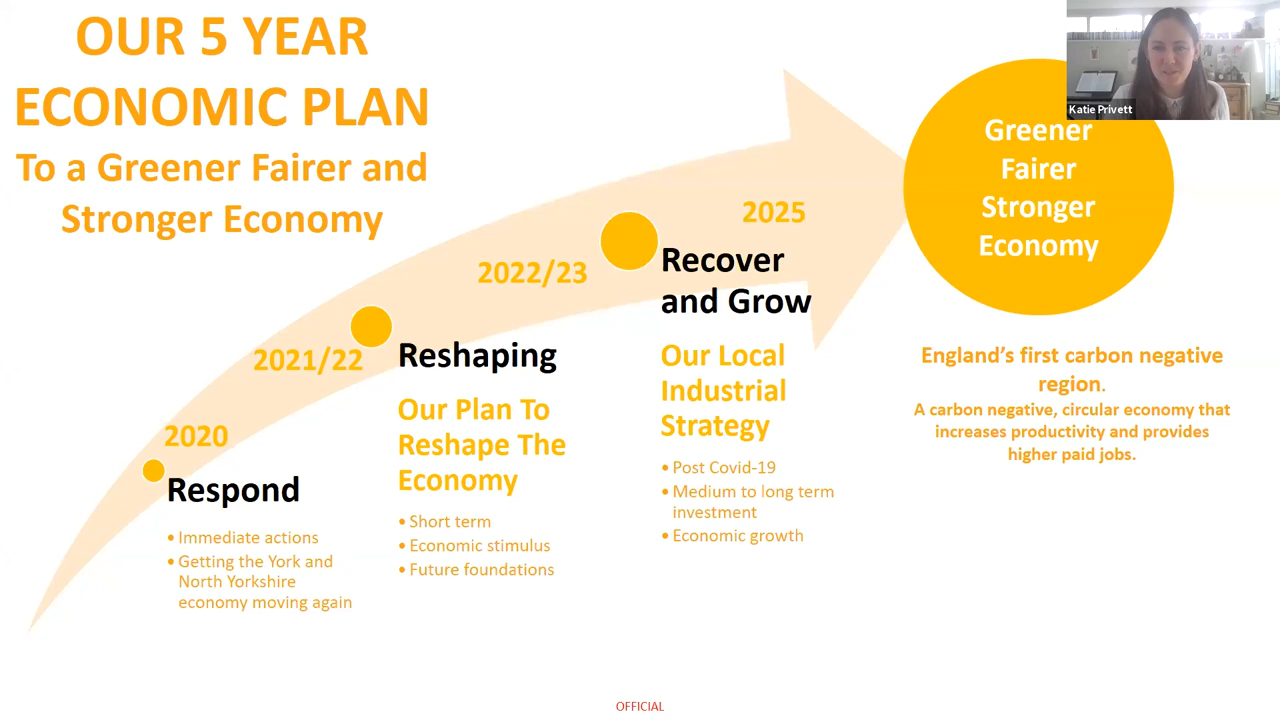 OUR 5 YEAR
ECONOMIC PLAN
To a Greener Fairer and
Stronger Economy
Katie Privett
Greener
Fairer
Stronger
Economy
2025
Recover
and Grow
2022/23
2021/22
Reshaping
Our Local
Industrial
Strategy
England’s first carbon negative
region.
A carbon negative, circular economy that
increases productivity and provides
higher paid jobs.
Our Plan To
Reshape The
Economy
2020
Respond
• Post Covid-19
• Medium to long term
investment
• Economic growth
• Short term
• Economic stimulus
• Future foundations
• Immediate actions
• Getting the York and
North Yorkshire
economy moving again
OFFICIAL